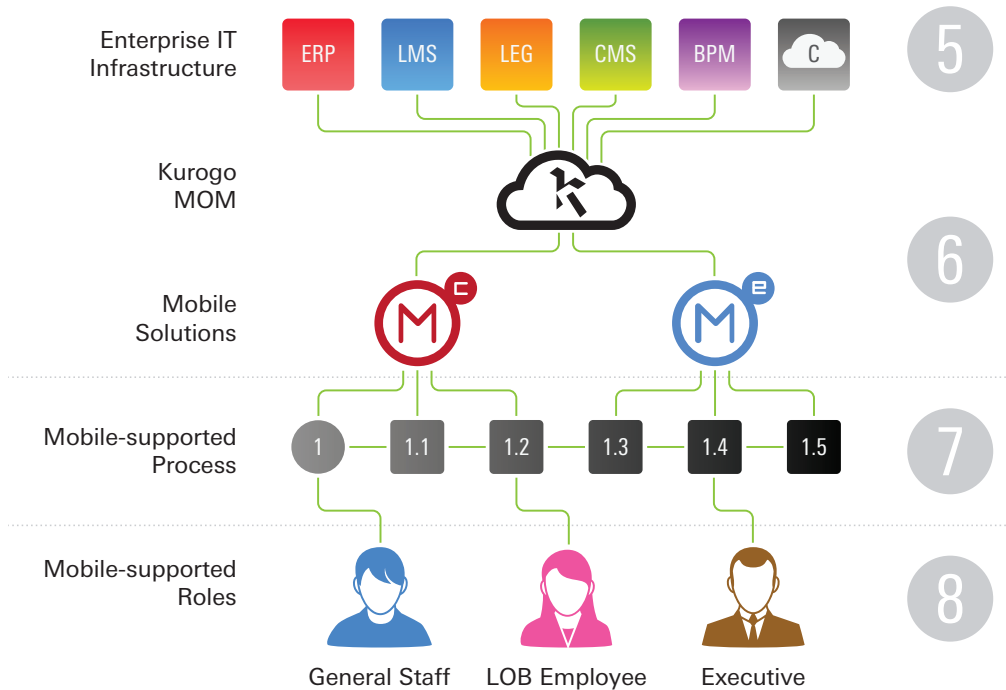 Enterprise IT
Infrastructure
ERP
LMS
LEG
CMS
BPM
C
5
Kurogo
MOM
k
6
Mobile
Solutions
M
c
M
e
Mobile-supported
Process
1
1.1
1.2
1.3
1.4
1.5
7
Mobile-supported
Roles
8
General Staff
LOB Employee
Executive